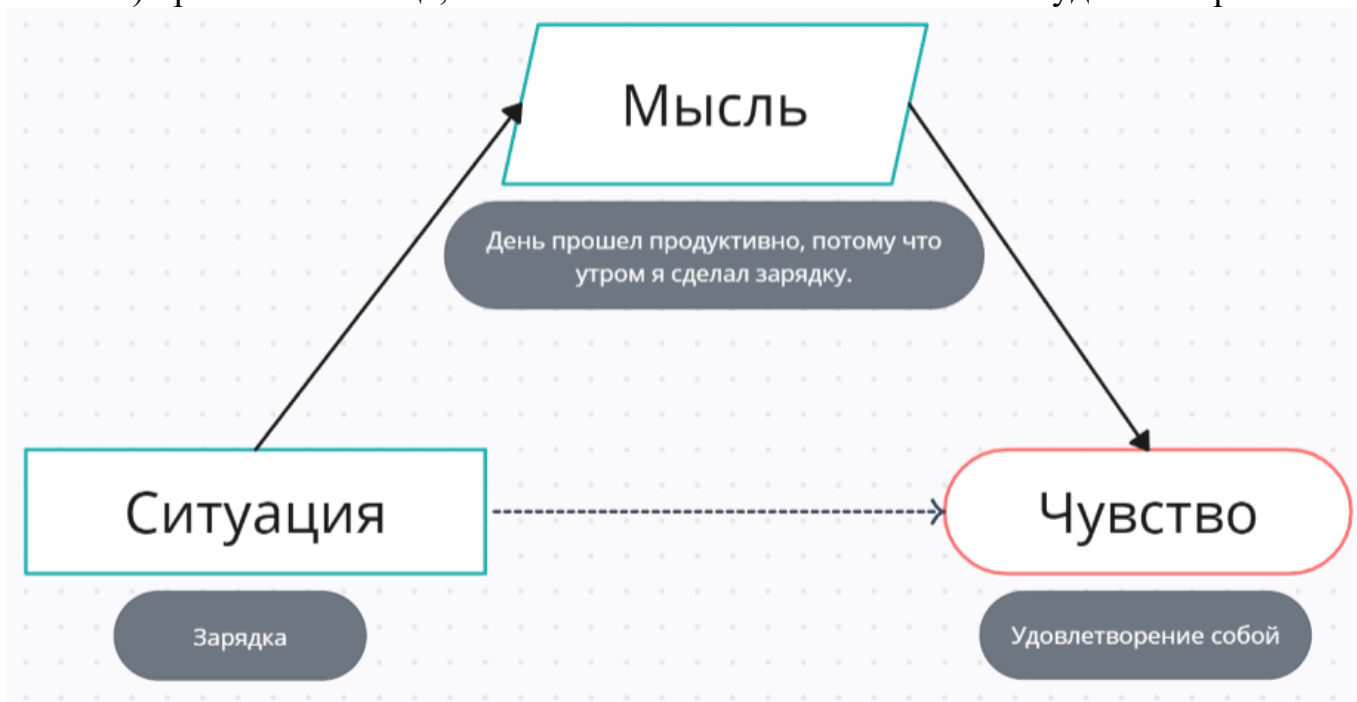 Мысль
День прошел продуктивно, потому что
утром я сделал зарядку.
Ситуация
Чувство
Зарядка
Удовлетворение собой